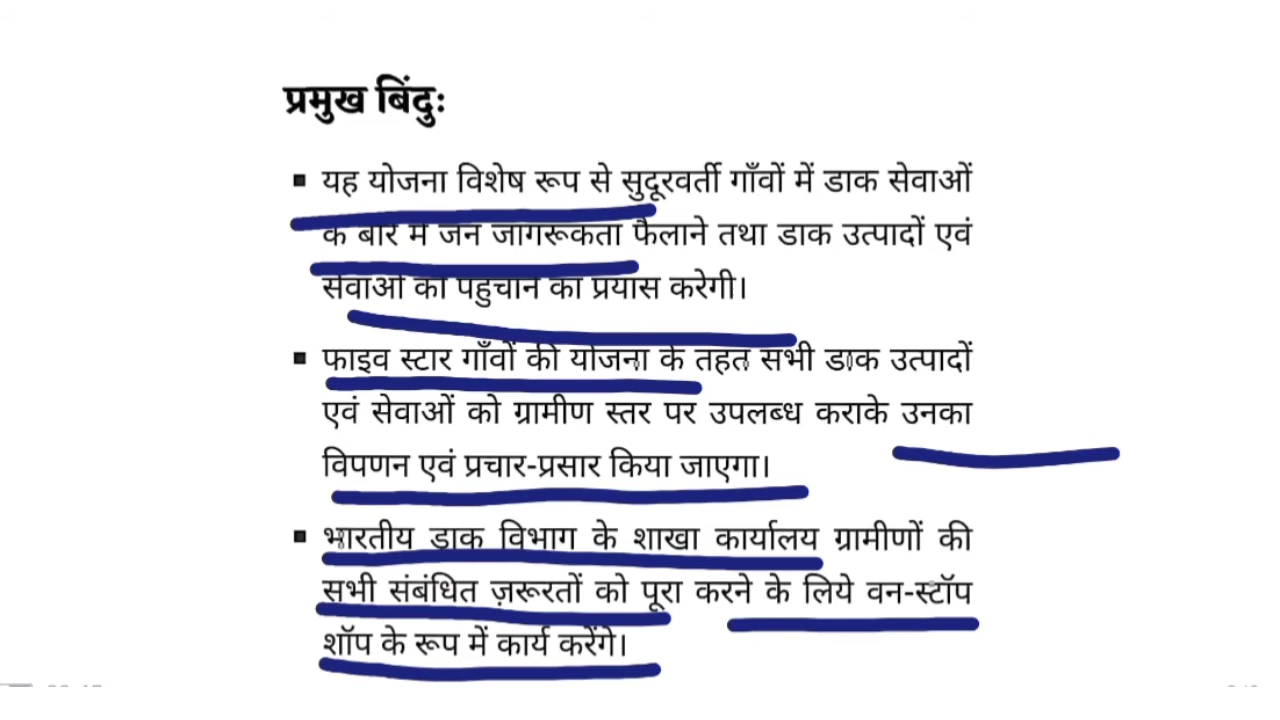 प्रमुख बिंदुः
▪ यह योजना विशेष रूप से सुदूरवर्ती गाँवों में डाक सेवाओं
के बारे में जन जागरूकता फैलाने तथा डाक उत्पादों एवं
सेवाओं को पहुँचाने का प्रयास करेगी।
▪ फाइव स्टार गाँवों की योजना के तहत सभी डाक उत्पादों
एवं सेवाओं को ग्रामीण स्तर पर उपलब्ध कराके उनका
विपणन एवं प्रचार-प्रसार किया जाएगा।
▪ भारतीय डाक विभाग के शाखा कार्यालय ग्रामीणों की
सभी संबंधित ज़रूरतों को पूरा करने के लिये वन-स्टॉप
शॉप के रूप में कार्य करेंगे।